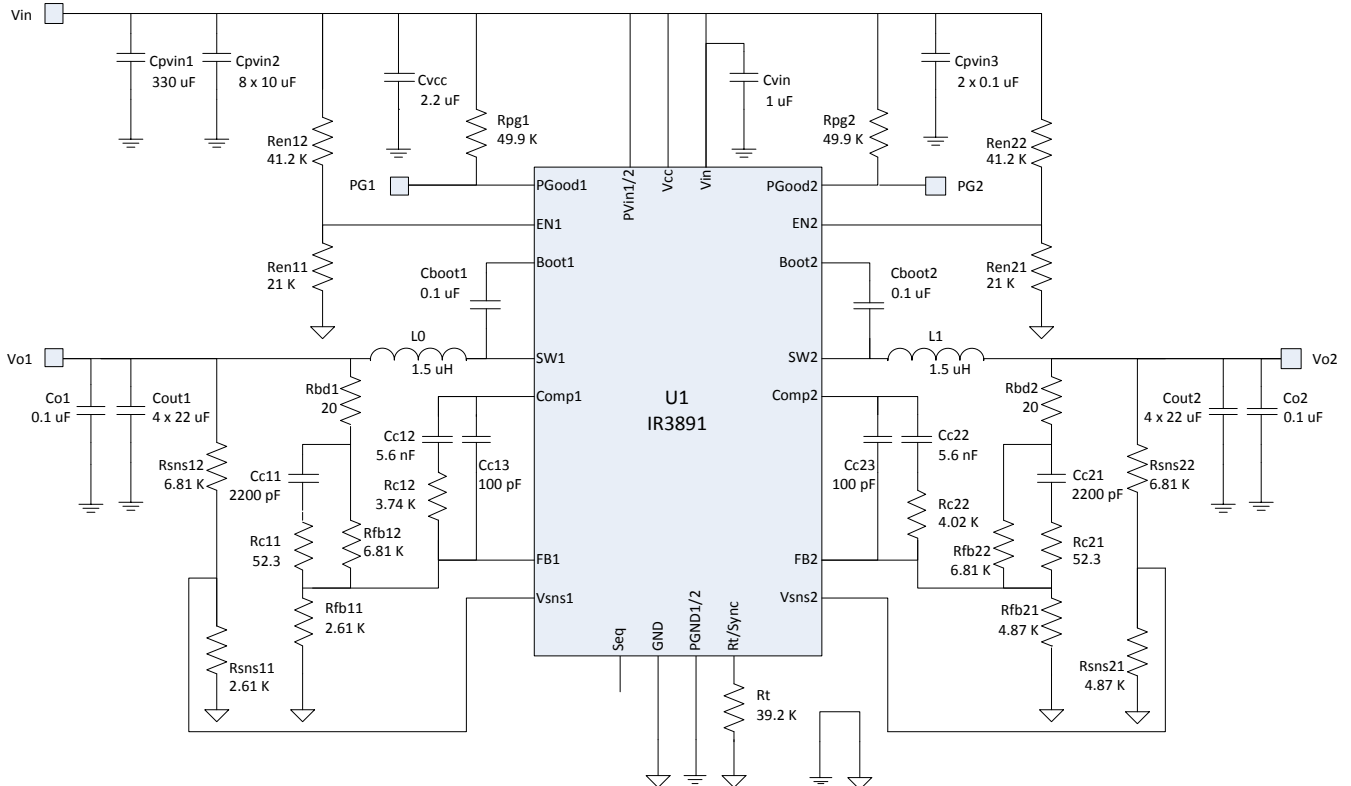 Vin
Cpvin1
330 uF
Cpvin2
8 x 10 uF
Cvcc
2.2 uF
Cvin
1 uF
Cpvin3
2 x 0.1 uF
Ren12
41.2 K
Rpg1
49.9 K
Rpg2
49.9 K
Ren22
41.2 K
PG1
PGood1
PVin1/2
Vcc
Vin
PGood2
PG2
EN1
EN2
Ren11
21 K
Boot1
Boot2
Ren21
21 K
Cboot1
0.1 uF
Cboot2
0.1 uF
Vo1
L0
1.5 uH
SW1
SW2
L1
1.5 uH
Vo2
Co1
0.1 uF
Cout1
4 x 22 uF
Rbd1
20
Comp1
U1
IR3891
Comp2
Rbd2
20
Cout2
4 x 22 uF
Co2
0.1 uF
Rsns12
6.81 K
Cc11
2200 pF
Cc12
5.6 nF
Cc13
100 pF
Rc12
3.74 K
Cc23
100 pF
Cc22
5.6 nF
Cc21
2200 pF
Rsns22
6.81 K
Rc11
52.3
Rfb12
6.81 K
Rc22
4.02 K
Rfb22
6.81 K
Rc21
52.3
FB1
FB2
Vsns1
Vsns2
Rfb11
2.61 K
Rfb21
4.87 K
Rsns11
2.61 K
Rsns21
4.87 K
Seq
GND
PGND1/2
Rt/Sync
Rt
39.2 K